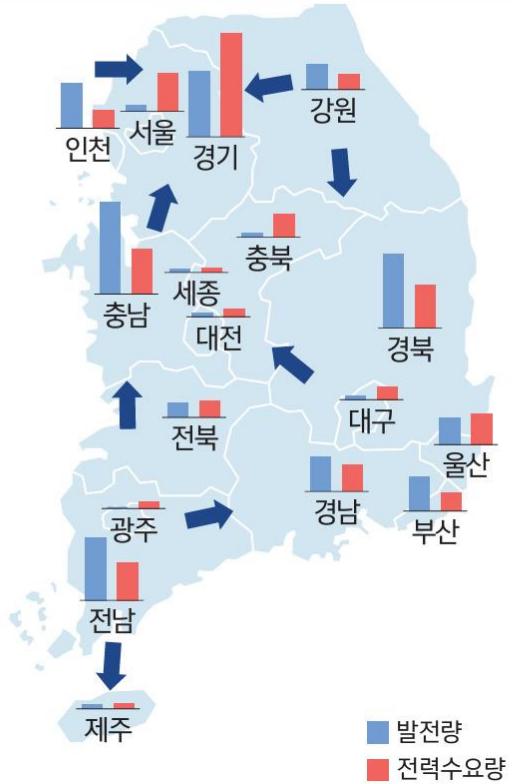 강원
인천
서울
경기
충북
세종
충남
대전
경북
대구
전북
울산
경남
부산
광주
전남
제주
발전량
전력수요량